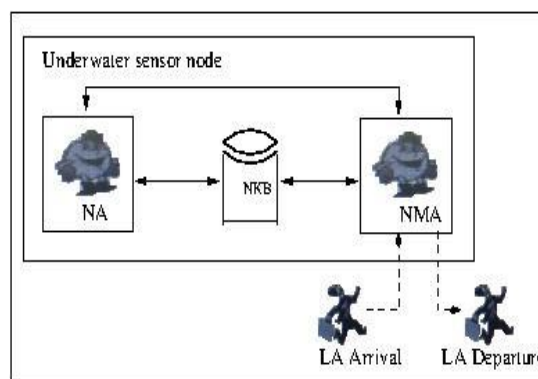 Underwater sensor node
NA
NKB
NMA
LA Arrival
LA Departure